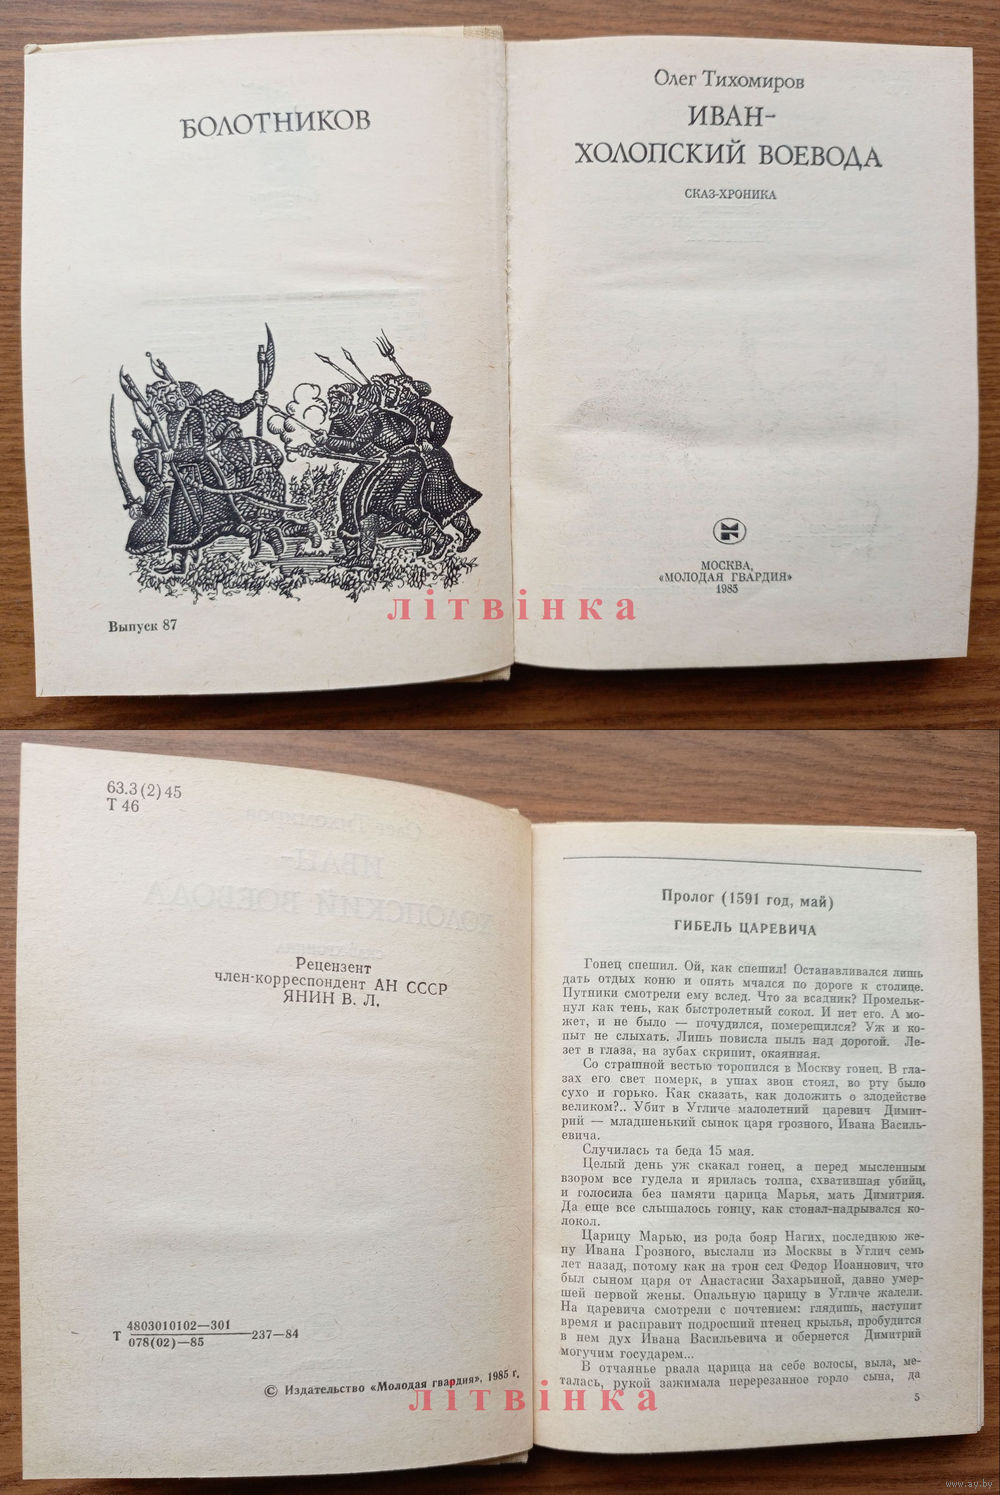 БОЛОТНИКОВ
Выпуск 87
Олег Тихомиров
ИВАН-
ХОЛОПСКИЙ ВОЕВОДА
СКАЗ-ХРОНИКА
МОСКВА,
«МОЛОДАЯ ГВАРДИЯ»
1985
літвінка
63.3(2)45
Т 46
Рецензент
член-корреспондент АН СССР
ЯНИН В. Л.
Т 4803010102—301
078(02)—85
237—84
© Издательство «Молодая гвардия», 1985 г.
Пролог (1591 год, май)
ГИБЕЛЬ ЦАРЕВИЧА
Гонец спешил. Ой, как спешил! Останавливался лишь
дать отдых коню и опять мчался по дороге к столице.
Путники смотрели ему вслед. Что за всадник? Промельк-
нул как тень, как быстролетный сокол. И нет его. А мо-
жет, и не было — почудился, померещился? Уж и ко-
пыт не слыхать. Лишь повисла пыль над дорогой. Ле-
зет в глаза, на зубах скрипит, окаянная.
Со страшной вестью торопился в Москву гонец. В гла-
зах его свет померк, в ушах звон стоял, во рту было
сухо и горько. Как сказать, как доложить о злодействе
великом?.. Убит в Угличе малолетний царевич Димит-
рий — младшенький сынок царя грозного, Ивана Василь-
евича.
Случилась та беда 15 мая.
Целый день уж скакал гонец, а перед мысленным
взором все гудела и ярилась толпа, схватившая убийц,
и голосила без памяти царица Марья, мать Димитрия.
Да еще все слышалось гонцу, как стонал-надрывался ко-
локол.
Царицу Марью, из рода бояр Нагих, последнюю же-
ну Ивана Грозного, выслали из Москвы в Углич семь
лет назад, потому как на трон сел Федор Иоаннович, что
был сыном царя от Анастасии Захарьиной, давно умер-
шей первой жены. Опальную царицу в Угличе жалели.
На царевича смотрели с почтением: глядишь, наступит
время и расправит подросший птенец крылья, пробудится
в нем дух Ивана Васильевича и обернется Димитрий
могучим государем...
В отчаянье рвала царица на себе волосы, выла, ме-
талась, рукой зажимала перерезанное горло сына, да
5
літвінка
www.ay.by